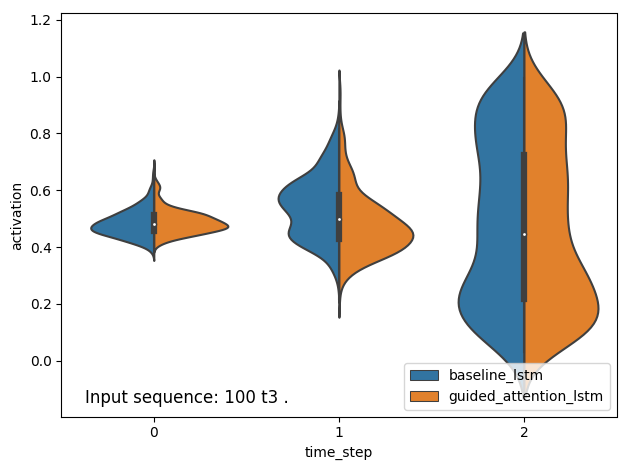 1.2
1.0
0.8
0.6
0.4
0.2
0.0
activation
Input sequence: 100 t3 .
baseline_lstm
guided_attention_lstm
0 1 2
time_step